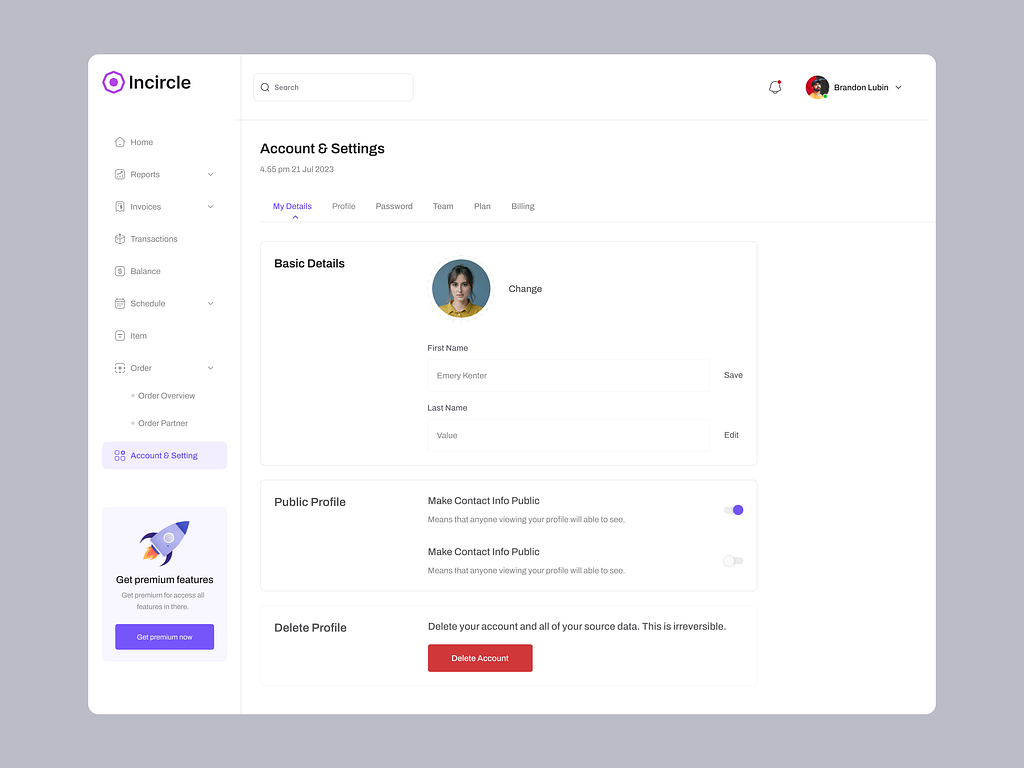 Incircle
Search
Brandon Lubin
Home
Reports
Invoices
Transactions
Balance
Schedule
Item
Order
Order Overview
Order Partner
Account & Setting
Get premium features
Get premium for access all
features in there.
Get premium now
Account & Settings
4.55 pm 21 Jul 2023
My Details Profile Password Team Plan Billing
Basic Details
Change
First Name
Emery Kenter
Save
Last Name
Value
Edit
Public Profile
Make Contact Info Public
Means that anyone viewing your profile will able to see.
Make Contact Info Public
Means that anyone viewing your profile will able to see.
Delete Profile
Delete your account and all of your source data. This is irreversible.
Delete Account